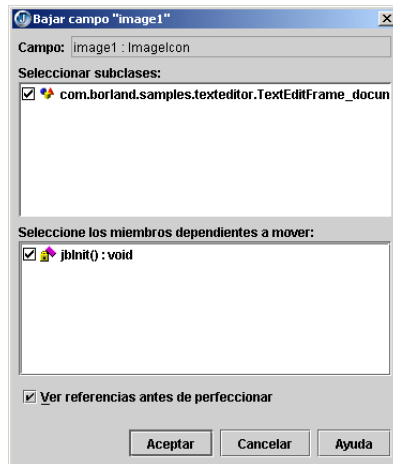 Bajar campo "image1"
Campo: image1 : ImageIcon
Seleccionar subclases:
com.borland.samples.texteditor.TextEditFrame_docun
Seleccione los miembros dependientes a mover:
jbInit() : void
Ver referencias antes de perfeccionar
Aceptar Cancelar Ayuda